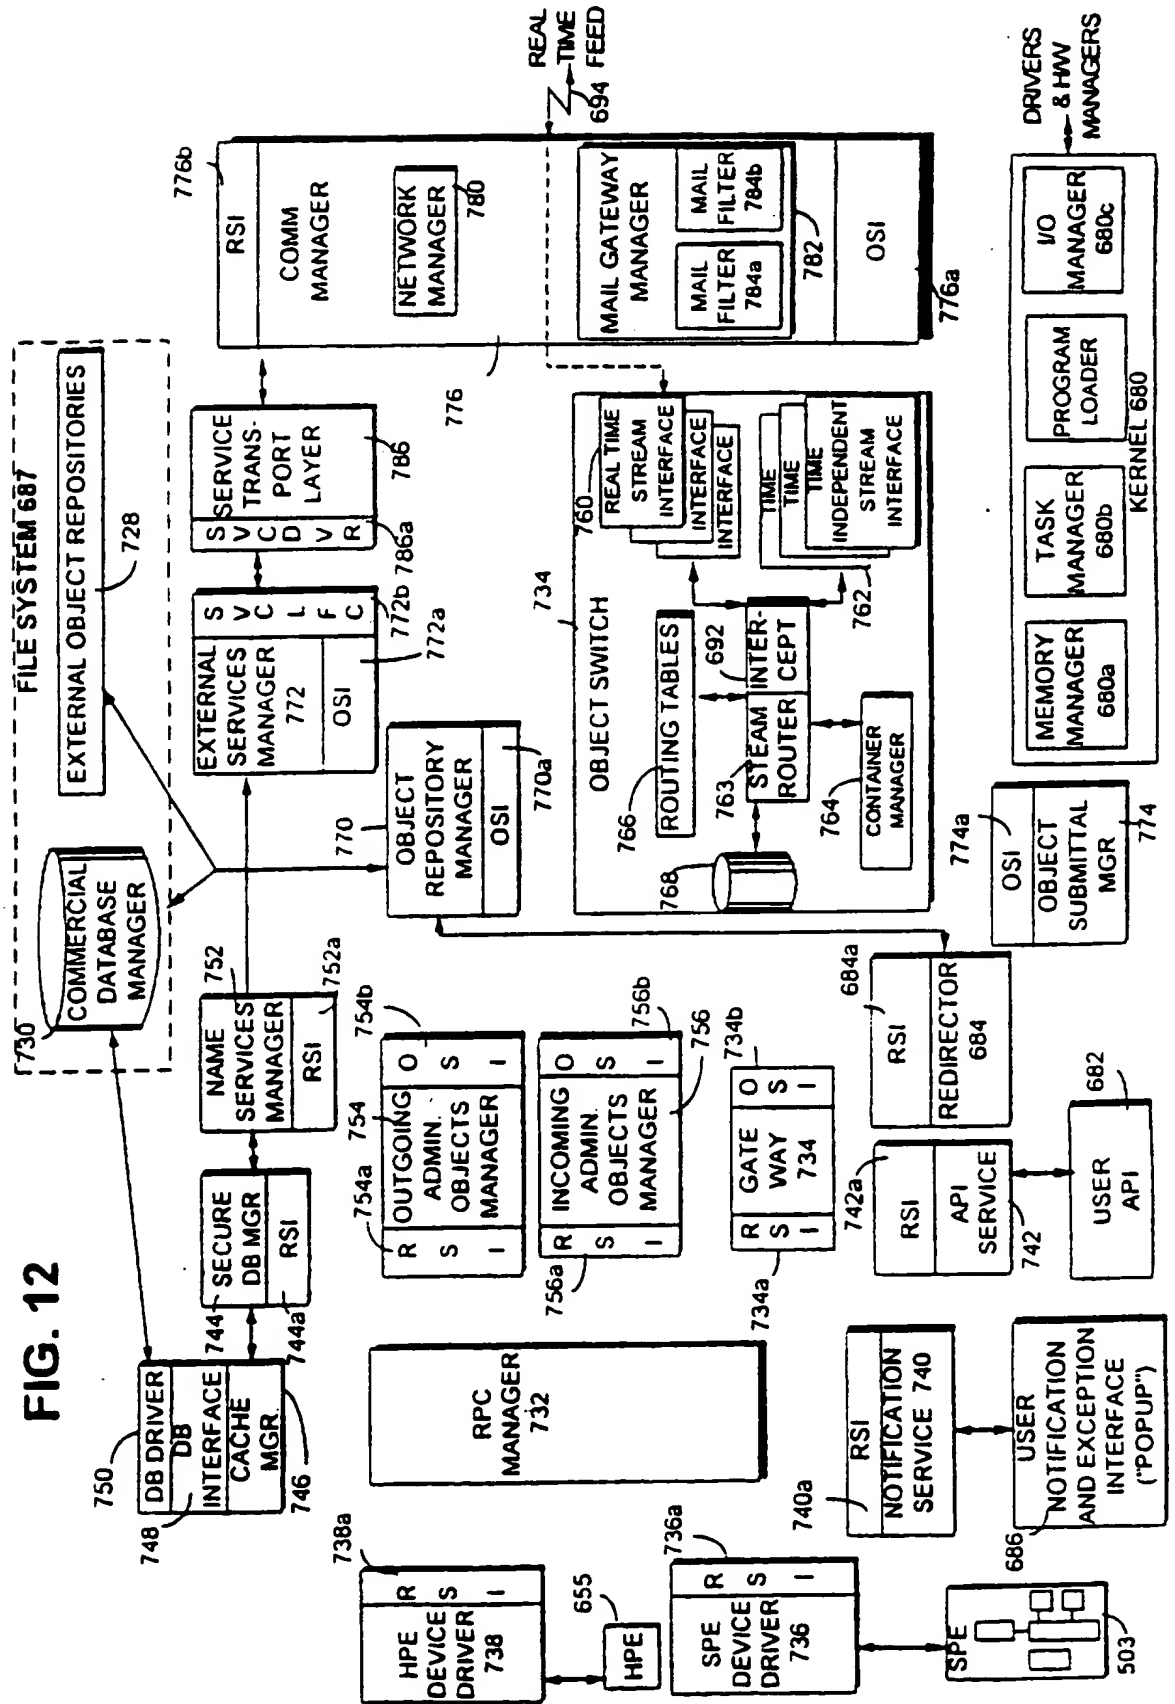 FIG. 12
FILE SYSTEM 687
730
COMMERCIAL
DATABASE
MANAGER
EXTERNAL OBJECT REPOSITORIES
728
750
DB DRIVER
DB
INTERFACE
CACHE
MGR.
748
746
744
SECURE
DB MGR
RSI
744a
NAME
SERVICES
MANAGER
RSI
752
752a
EXTERNAL
SERVICES
MANAGER
772
OSI
S
V
C
L
F
C
772b
772a
S
V
C
D
V
R
SERVICE
TRANS-
PORT
LAYER
786
786a
776b
RSI
COMM
MANAGER
NETWORK
MANAGER
780
776
MAIL GATEWAY
MANAGER
MAIL
FILTER
784a
MAIL
FILTER
784b
782
OSI
776a
REAL
TIME
FEED
694
770
OBJECT
REPOSITORY
MANAGER
OSI
770a
738a
HPE
DEVICE
DRIVER
738
R
S
I
655
HPE
RPC
MANAGER
732
754a
R
S
I
754
OUTGOING
ADMIN.
OBJECTS
MANAGER
O
S
I
754b
R
S
I
756a
INCOMING
ADMIN.
OBJECTS
MANAGER
O
S
I
756b
756
734
OBJECT SWITCH
766
ROUTING TABLES
692
763
STEAM
ROUTER
INTER-
CEPT
764
CONTAINER
MANAGER
768
760
REAL TIME
STREAM
INTERFACE
INTERFACE
INTERFACE
TIME
TIME
TIME
INDEPENDENT
STREAM
INTERFACE
762
736a
SPE
DEVICE
DRIVER
736
R
S
I
SPE
503
734a
R
S
I
GATE
WAY
734
O
S
I
734b
740a
RSI
NOTIFICATION
SERVICE 740
686
USER
NOTIFICATION
AND EXCEPTION
INTERFACE
("POPUP")
742a
RSI
API
SERVICE
742
USER
API
682
684a
RSI
REDIRECTOR
684
774a
OSI
OBJECT
SUBMITTAL
MGR
774
MEMORY
MANAGER
680a
TASK
MANAGER
680b
PROGRAM
LOADER
I/O
MANAGER
680c
KERNEL 680
DRIVERS
& H/W
MANAGERS